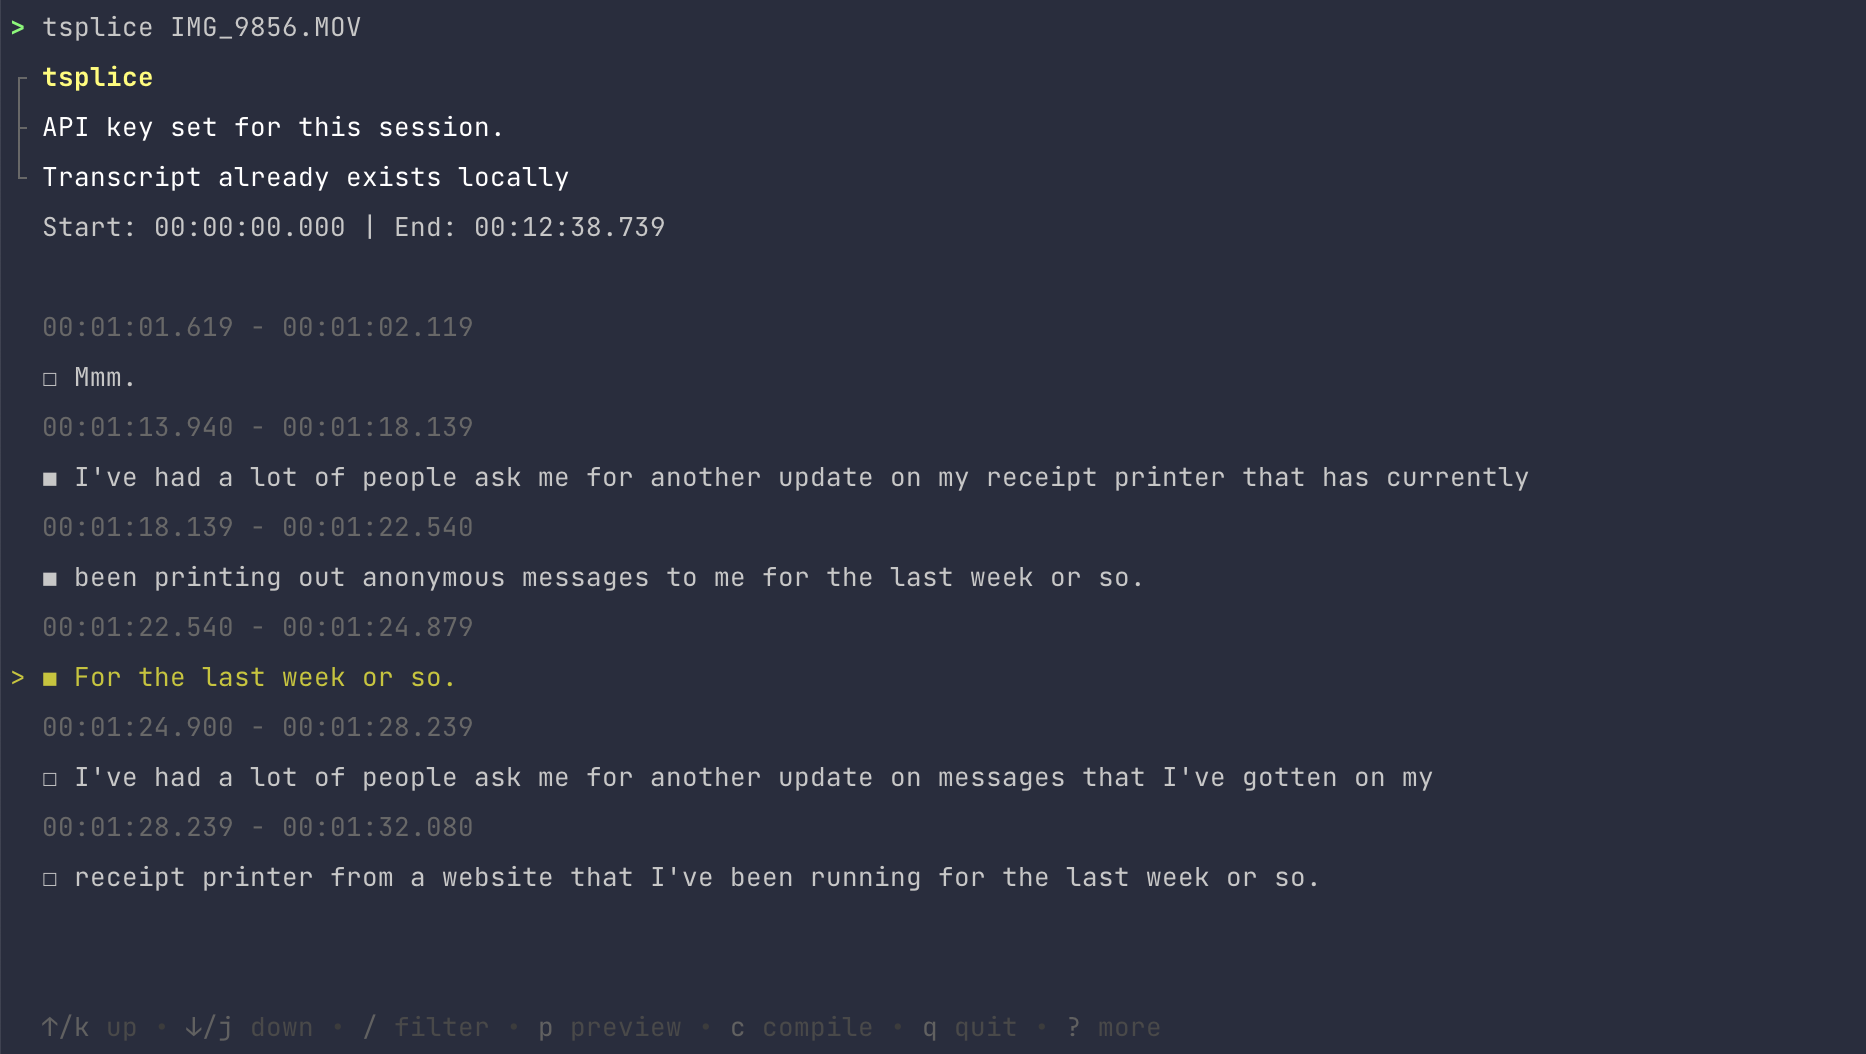 > tsplice IMG_9856.MOV
tsplice
API key set for this session.
Transcript already exists locally
Start: 00:00:00.000 | End: 00:12:38.739
00:01:01.619 - 00:01:02.119
□ Mmm.
00:01:13.940 - 00:01:18.139
■ I've had a lot of people ask me for another update on my receipt printer that has currently
00:01:18.139 - 00:01:22.540
■ been printing out anonymous messages to me for the last week or so.
00:01:22.540 - 00:01:24.879
> ■ For the last week or so.
00:01:24.900 - 00:01:28.239
□ I've had a lot of people ask me for another update on messages that I've gotten on my
00:01:28.239 - 00:01:32.080
□ receipt printer from a website that I've been running for the last week or so.
↑/k up • ↓/j down • / filter • p preview • c compile • q quit • ? more